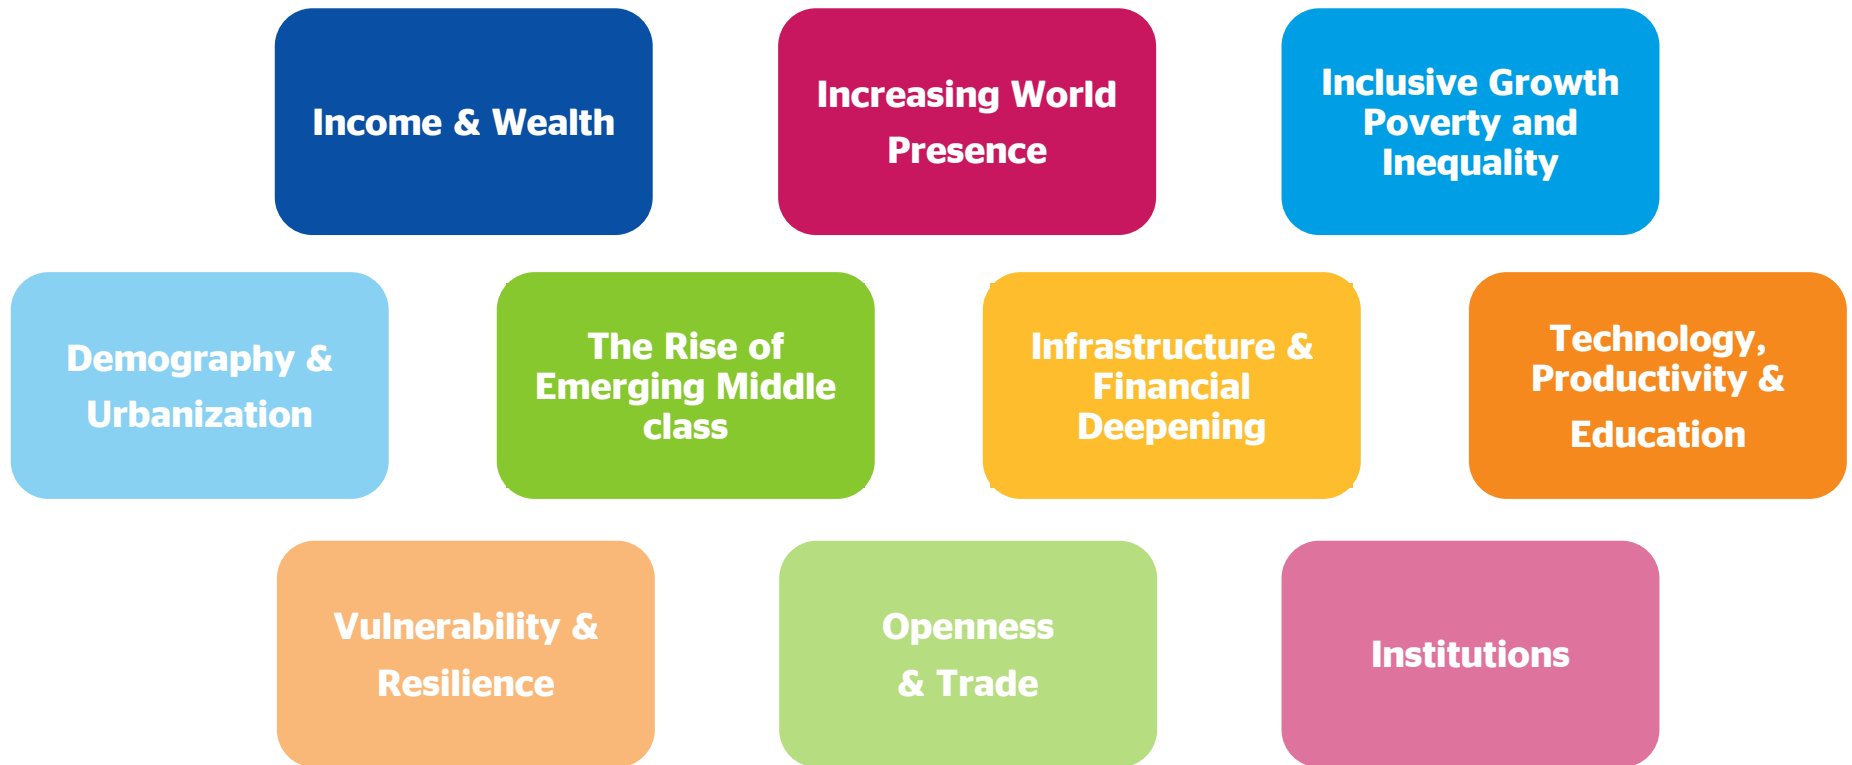 Income & Wealth
Increasing World
Presence
Inclusive Growth
Poverty and
Inequality
Demography &
Urbanization
The Rise of
Emerging Middle
class
Infrastructure &
Financial
Deepening
Technology,
Productivity &
Education
Vulnerability &
Resilience
Openness
& Trade
Institutions